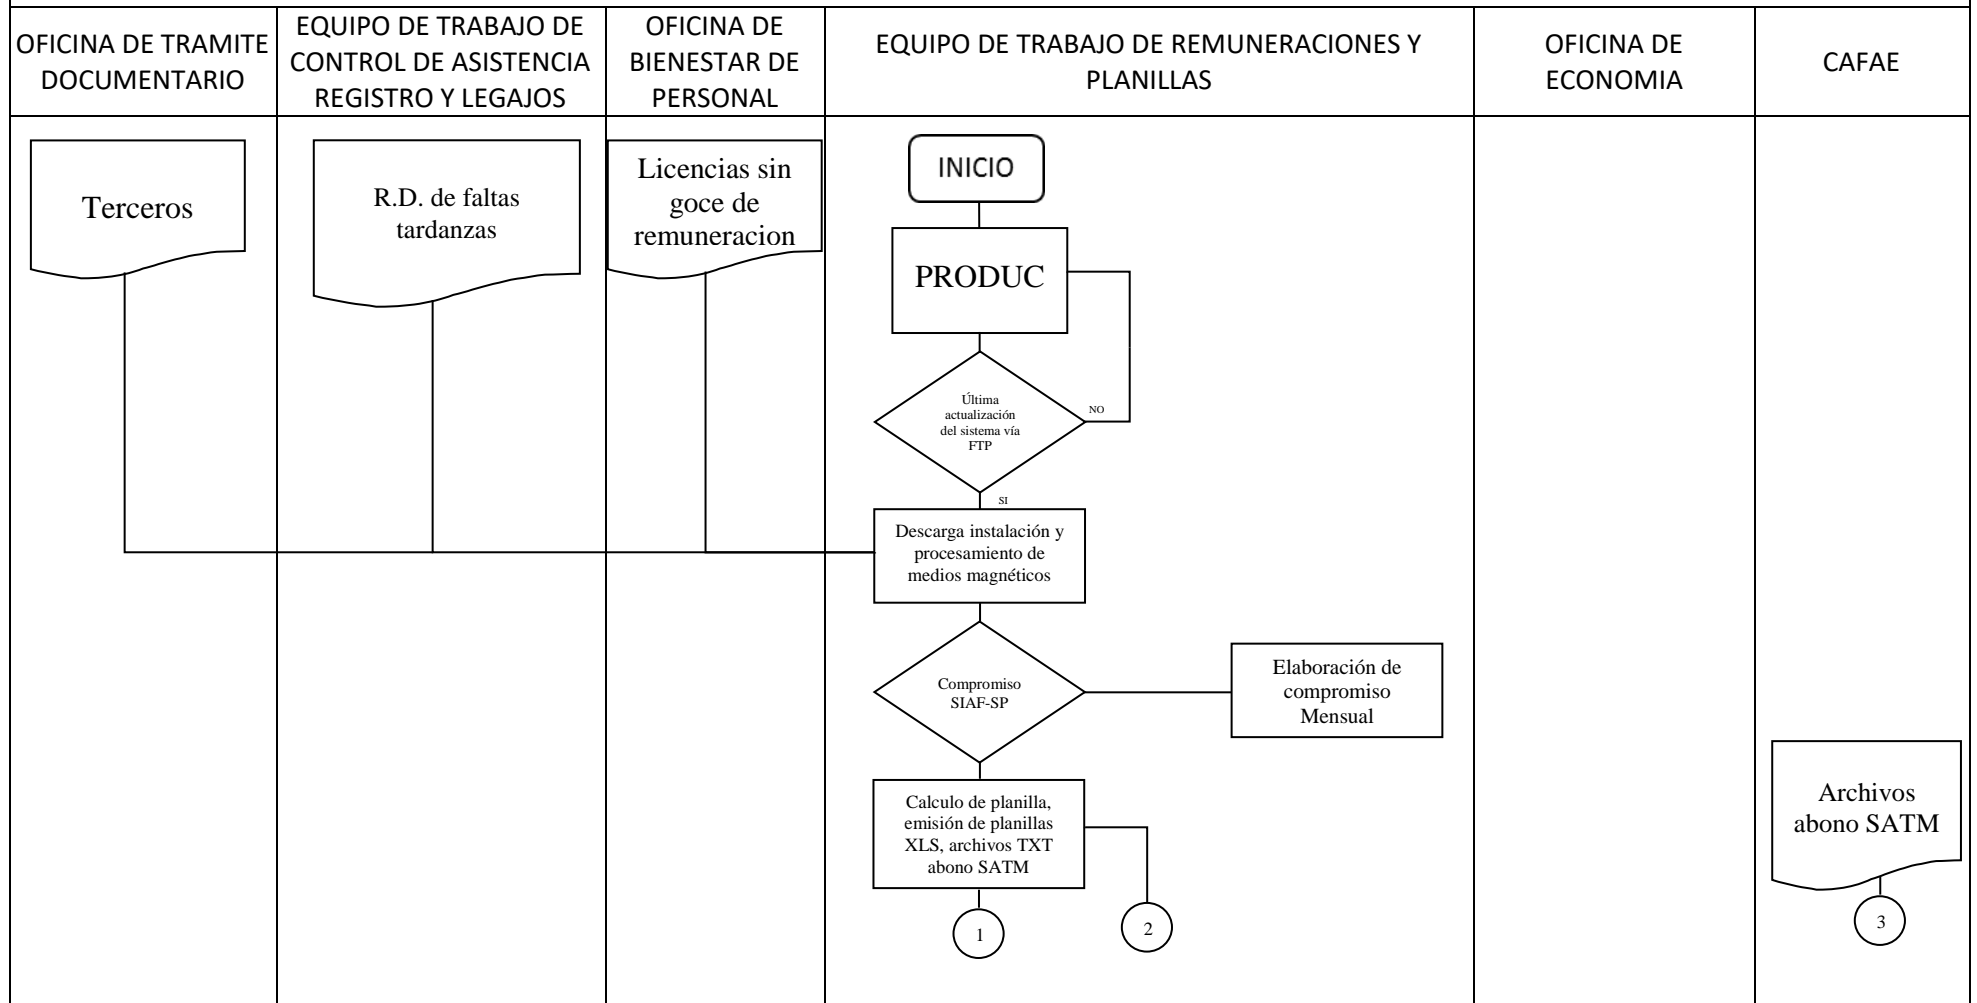 OFICINA DE TRAMITE
DOCUMENTARIO
EQUIPO DE TRABAJO DE
CONTROL DE ASISTENCIA
REGISTRO Y LEGAJOS
OFICINA DE
BIENESTAR DE
PERSONAL
EQUIPO DE TRABAJO DE REMUNERACIONES Y
PLANILLAS
OFICINA DE
ECONOMIA
CAFAE
Terceros
R.D. de faltas
tardanzas
Licencias sin
goce de
remuneracion
INICIO
PRODUC
Última
actualización
del sistema vía
FTP
NO
SI
Descarga instalación y
procesamiento de
medios magnéticos
Compromiso
SIAF-SP
Elaboración de
compromiso
Mensual
Calculo de planilla,
emisión de planillas
XLS, archivos TXT
abono SATM
Archivos
abono SATM
1
2
3